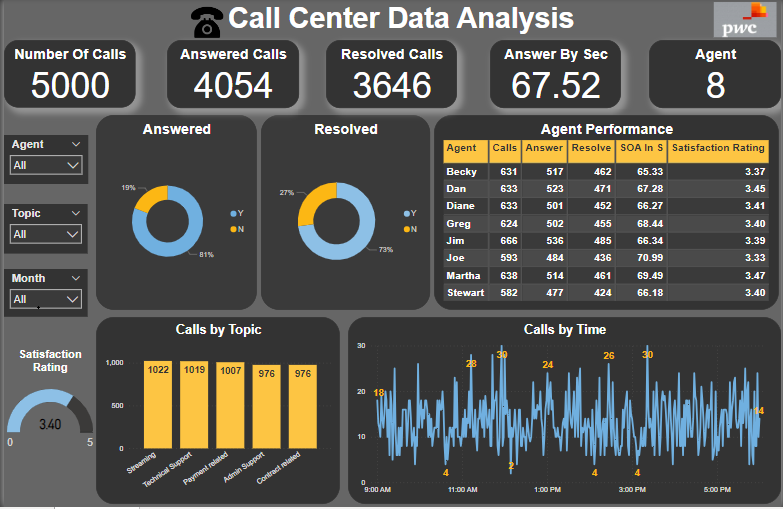 Call Center Data Analysis
pwc
Number Of Calls
5000
Answered Calls
4054
Resolved Calls
3646
Answer By Sec
67.52
Agent
8
Agent
All
Topic
All
Month
All
Satisfaction
Rating
3.40
0 5
Answered
19%
81%
Y
N
Resolved
27%
73%
Y
N
Agent Performance
Agent Calls Answer Resolve SOA In S Satisfaction Rating
Becky 631 517 462 65.33 3.37
Dan 633 523 471 67.28 3.45
Diane 633 501 452 66.27 3.41
Greg 624 502 455 68.44 3.40
Jim 666 536 485 66.34 3.39
Joe 593 484 436 70.99 3.33
Martha 638 514 461 69.49 3.47
Stewart 582 477 424 66.18 3.40
Calls by Topic
1,000
500
0
1022 1019 1007 976 976
Streaming
Technical Support
Payment related
Admin Support
Contract related
Calls by Time
30
20
10
0
18 28 30 24 26 30 14
4 2 4 4
9:00 AM 11:00 AM 1:00 PM 3:00 PM 5:00 PM